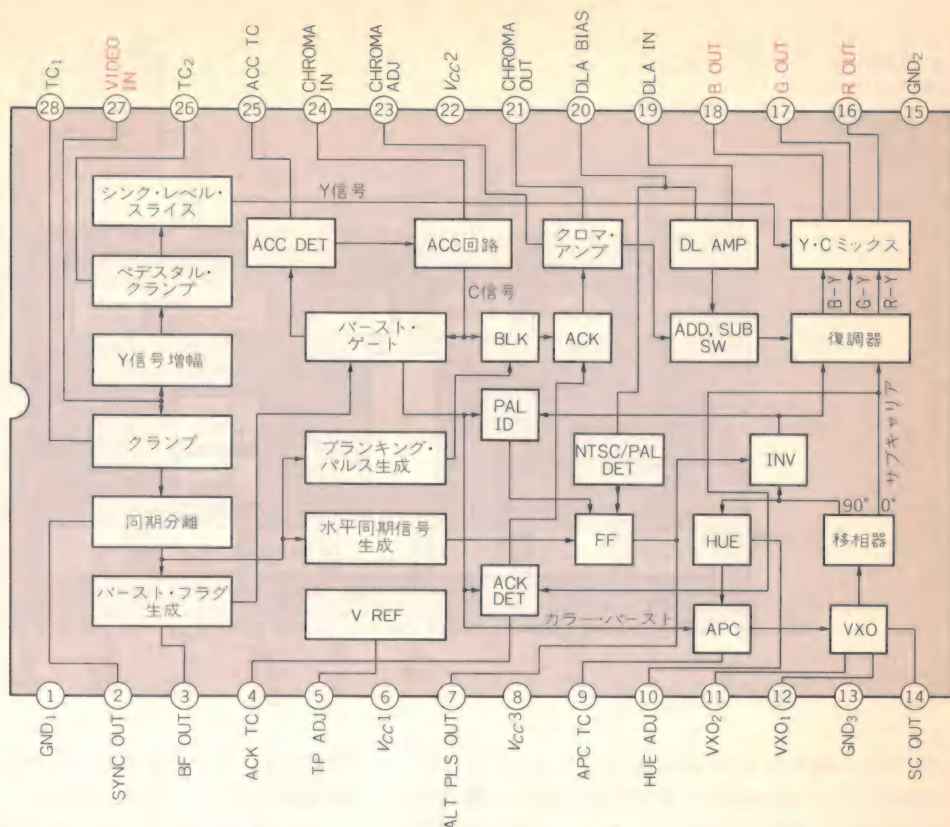 TC₁
VIDEO
IN
TC₂
ACC TC
CHROMA
IN
CHROMA
ADJ
Vcc2
CHROMA
OUT
DLA BIAS
DLA IN
B OUT
G OUT
R OUT
GND₂
28
27
26
25
24
23
22
21
20
19
18
17
16
15
シンク・レベル・
スライス
Y信号
ACC DET
ACC回路
クロマ・
アンプ
DL AMP
Y・Cミックス
ペデスタル・
クランプ
C信号
B-Y
G-Y
R-Y
Y信号増幅
バースト・
ゲート
BLK
ACK
ADD, SUB
SW
復調器
クランプ
PAL
ID
ブランキング・
パルス生成
NTSC/PAL
DET
INV
サブキャリア
同期分離
水平同期信号
生成
FF
HUE
90°
0°
移相器
バースト・フラグ
生成
V REF
ACK
DET
カラー・バースト
APC
VXO
1
2
3
4
5
6
7
8
9
10
11
12
13
14
GND₁
SYNC OUT
BF OUT
ACK TC
TP ADJ
Vcc1
ALT PLS OUT
Vcc3
APC TC
HUE ADJ
VXO₂
VXO₁
GND₃
SC OUT